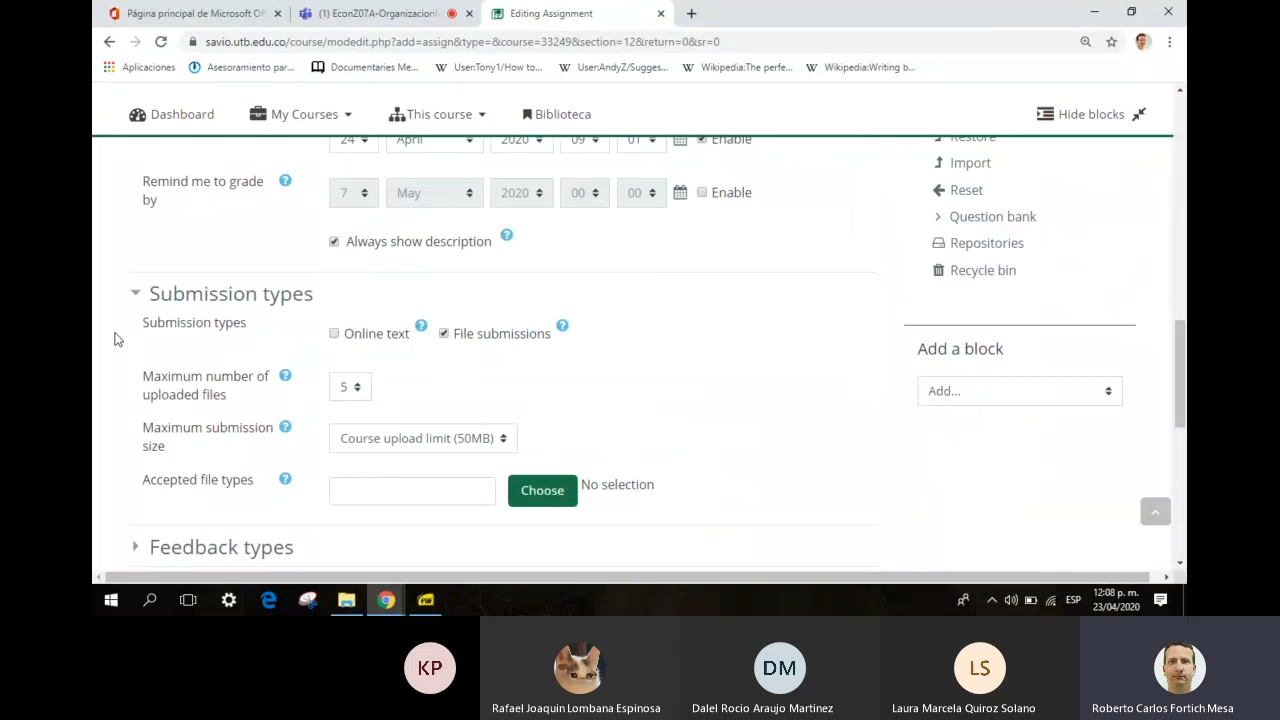 Página principal de Microsoft Of
(1) EconZ07A-Organizacion
Editing Assignment
savio.utb.edu.co/course/modedit.php?add=assign&type=&course=33249&section=12&return=0&sr=0
Aplicaciones
Asesoramiento par...
Documentaries Me...
User:Tony1/How to...
User:AndyZ/Sugges...
Wikipedia:The perfe...
Wikipedia:Writing b...
Dashboard
My Courses
This course
Biblioteca
Hide blocks
24 April 2020 09 01 Enable
Remind me to grade
by
7 May 2020 00 00 Enable
Always show description
Submission types
Submission types
Online text
File submissions
Maximum number of
uploaded files
5
Maximum submission
size
Course upload limit (50MB)
Accepted file types
Choose
No selection
Feedback types
Restore
Import
Reset
Question bank
Repositories
Recycle bin
Add a block
Add...
ESP
12:08 p. m.
23/04/2020
KP
DM
LS
Rafael Joaquin Lombana Espinosa
Dalel Rocio Araujo Martinez
Laura Marcela Quiroz Solano
Roberto Carlos Fortich Mesa